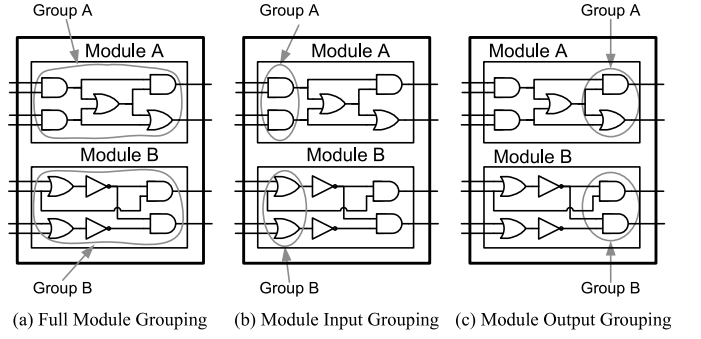 Group A
Group A
Group A
Module A
Module A
Module A
Module B
Module B
Module B
Group B
Group B
Group B
(a) Full Module Grouping
(b) Module Input Grouping
(c) Module Output Grouping